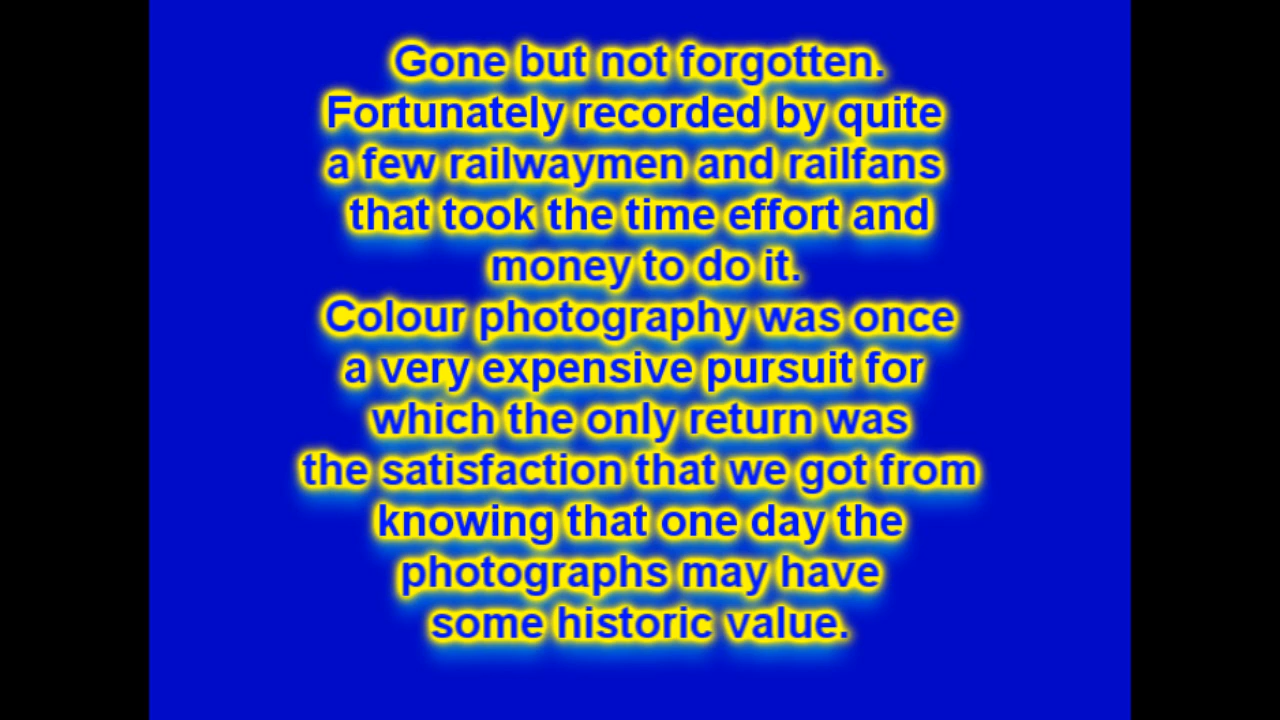 Gone but not forgotten.
Fortunately recorded by quite
a few railwaymen and railfans
that took the time effort and
money to do it.
Colour photography was once
a very expensive pursuit for
which the only return was
the satisfaction that we got from
knowing that one day the
photographs may have
some historic value.